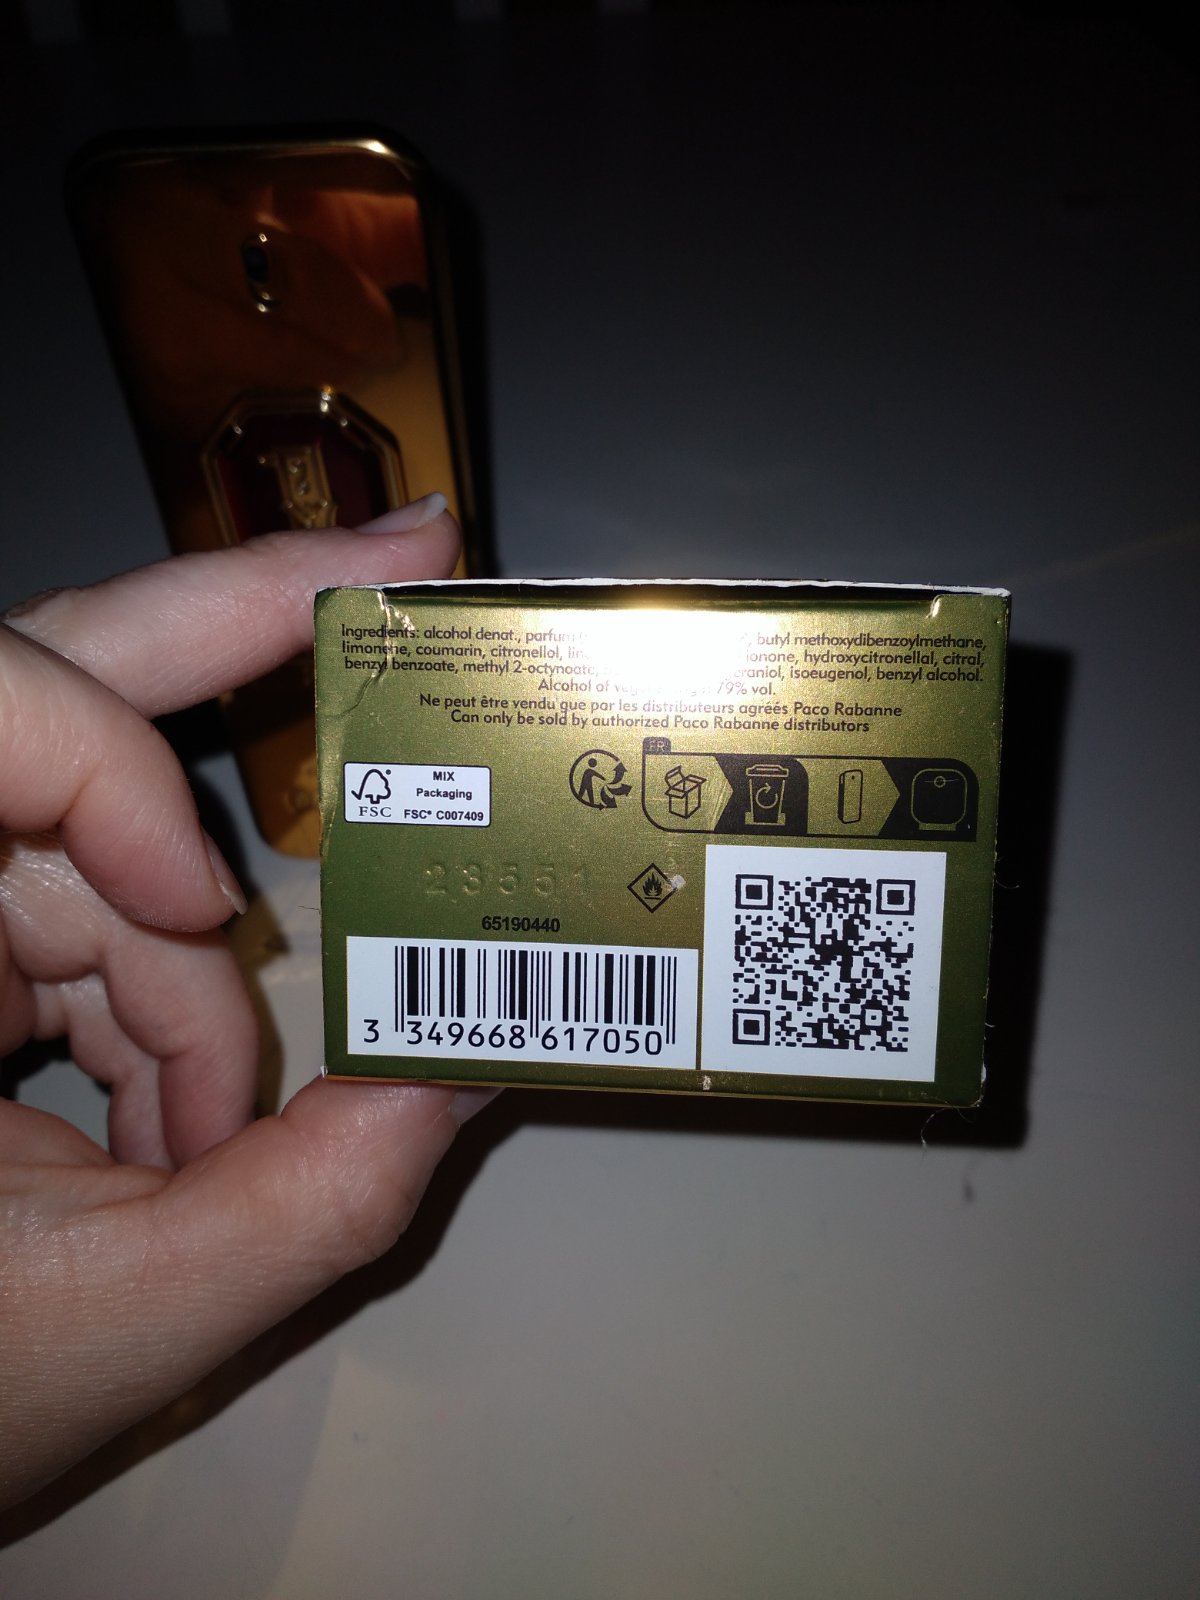 Ingredients: alcohol denat., parfum butyl methoxydibenzoylmethane,
limonene, coumarin, citronellol, ionone, hydroxycitronellal, citral,
benzyl benzoate, methyl 2-octynoate, geraniol, isoeugenol, benzyl alcohol.
Alcohol of 79% vol.
Ne peut être vendu que par les distributeurs agréés Paco Rabanne
Can only be sold by authorized Paco Rabanne distributors
FR
MIX
Packaging
FSC FSC® C007409
23551
65190440
3 349668 617050